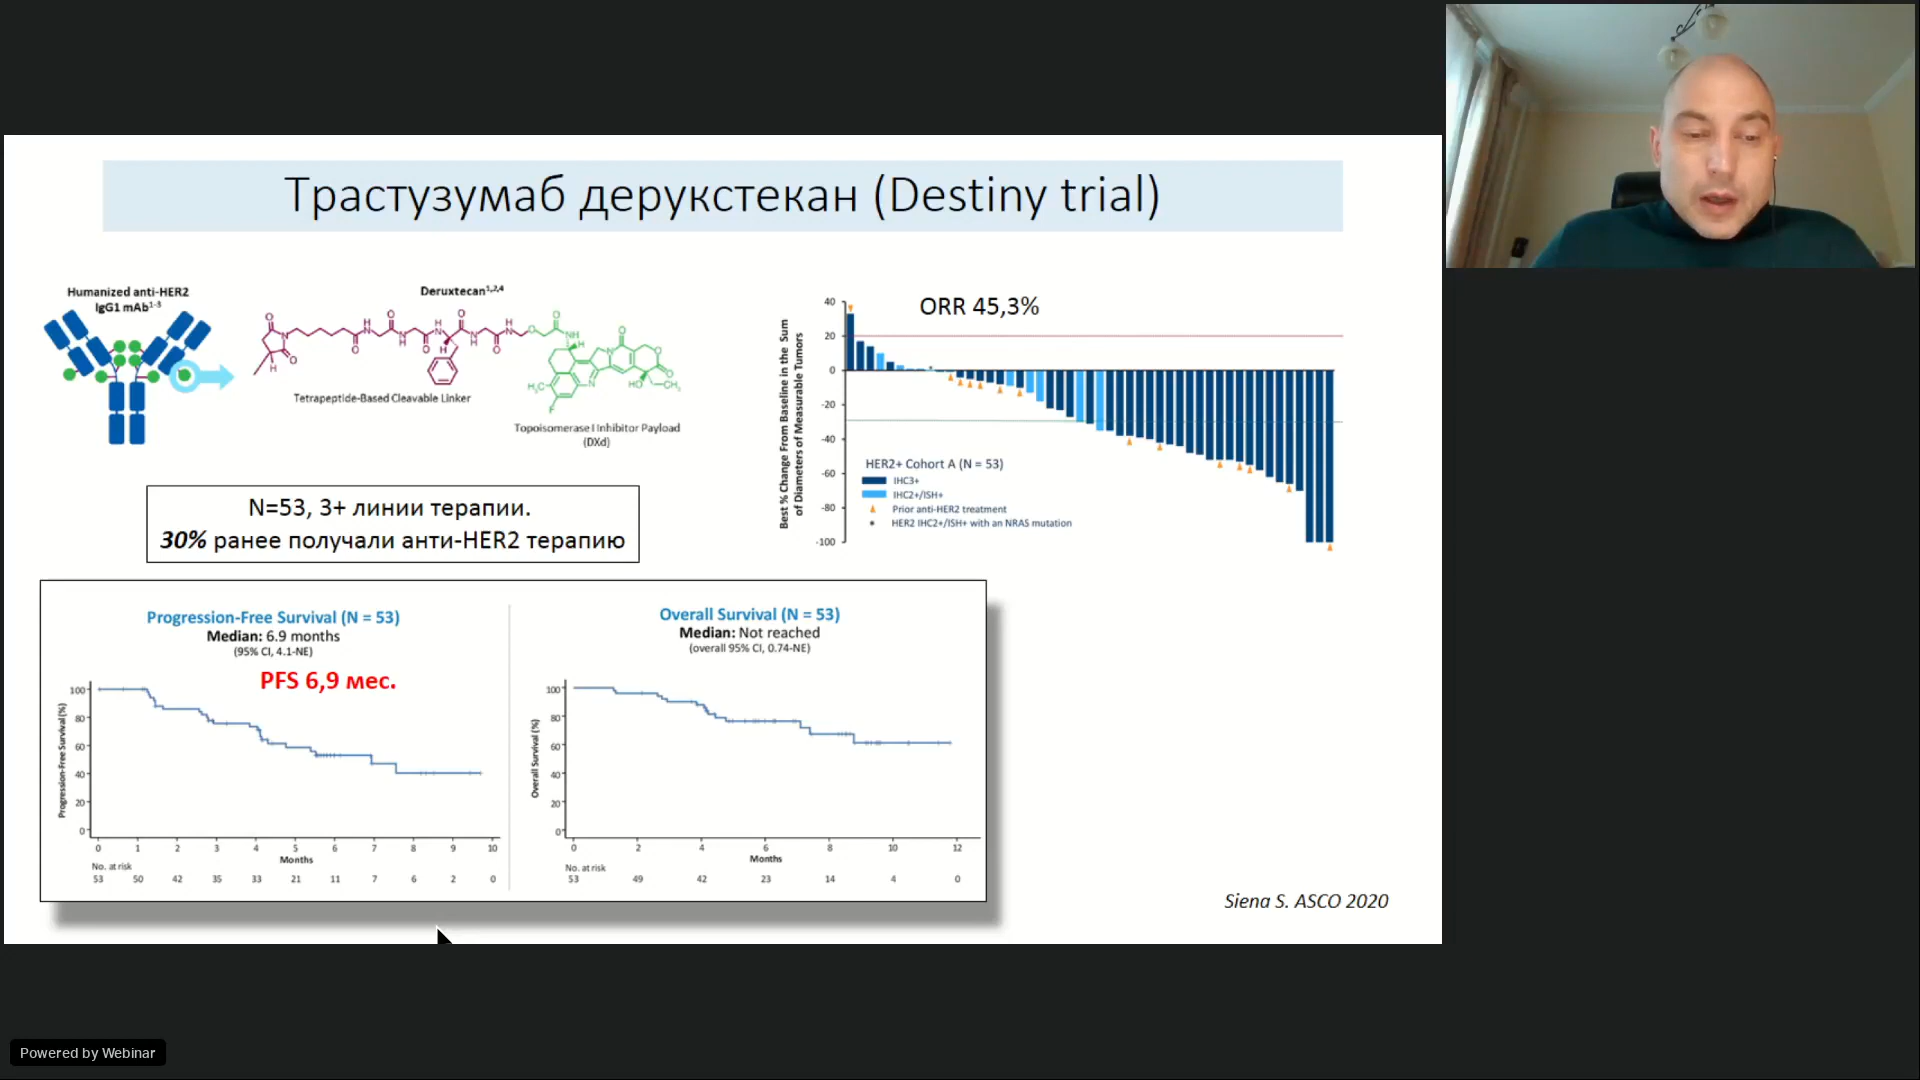 Трастузумаб дерукстекан (Destiny trial)
Humanized anti-HER2
IgG1 mAb1-3
Deruxtecan1,2,4
Tetrapeptide-Based Cleavable Linker
Topoisomerase I Inhibitor Payload
(DXd)
N=53, 3+ линии терапии.
30% ранее получали анти-HER2 терапию
ORR 45,3%
Best % Change From Baseline in the Sum
of Diameters of Measurable Tumors
40
20
0
-20
-40
-60
-80
-100
HER2+ Cohort A (N = 53)
IHC3+
IHC2+/ISH+
Prior anti-HER2 treatment
HER2 IHC2+/ISH+ with an NRAS mutation
Progression-Free Survival (N = 53)
Median: 6.9 months
(95% CI, 4.1-NE)
PFS 6,9 мес.
Progression-Free Survival (%)
100
80
60
40
20
0
0 1 2 3 4 5 6 7 8 9 10
Months
No. at risk
53 50 42 35 33 21 11 7 6 2 0
Overall Survival (N = 53)
Median: Not reached
(overall 95% CI, 0.74-NE)
Overall Survival (%)
100
80
60
40
20
0
0 2 4 6 8 10 12
Months
No. at risk
53 49 42 23 14 4 0
Siena S. ASCO 2020
Powered by Webinar